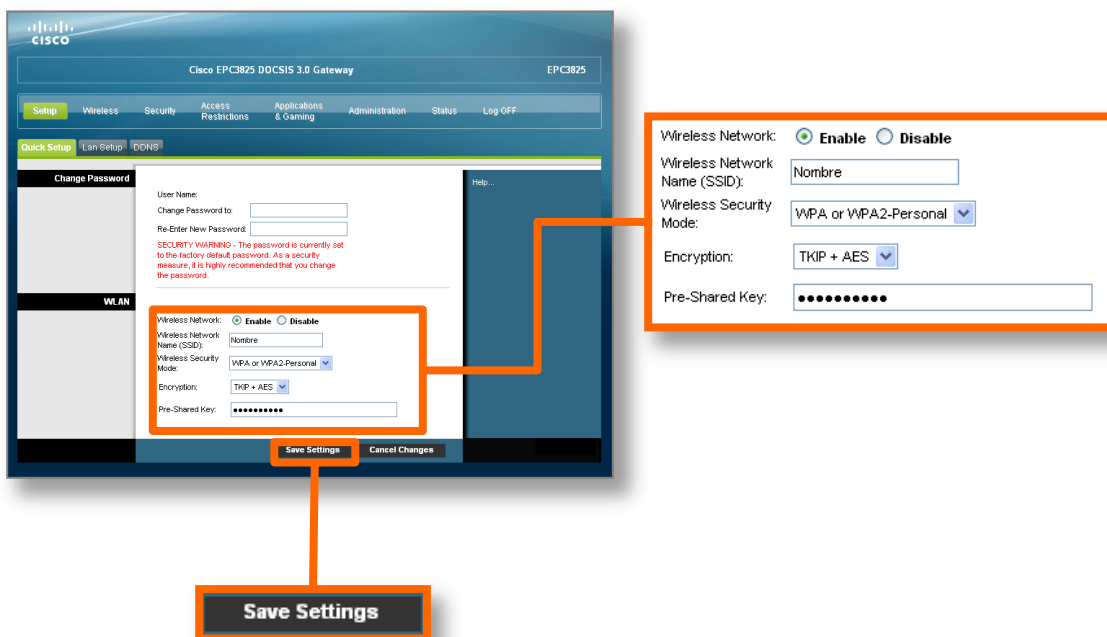 CISCO
Cisco EPC3825 DOCSIS 3.0 Gateway
EPC3825
Setup Wireless Security Access Restrictions Applications & Gaming Administration Status Log OFF
Quick Setup Lan Setup DDNS
Change Password
Help...
User Name:
Change Password to:
Re-Enter New Password:
SECURITY WARNING - The password is currently set
to the factory default password. As a security
measure, it is highly recommended that you change
the password.
WLAN
Wireless Network: Enable Disable
Wireless Network
Name (SSID):
Nombre
Wireless Security
Mode:
WPA or WPA2-Personal
Encryption: TKIP + AES
Pre-Shared Key: ●●●●●●●●●●
Save Settings Cancel Changes
Wireless Network: Enable Disable
Wireless Network
Name (SSID):
Nombre
Wireless Security
Mode:
WPA or WPA2-Personal
Encryption: TKIP + AES
Pre-Shared Key: ●●●●●●●●●●
Save Settings